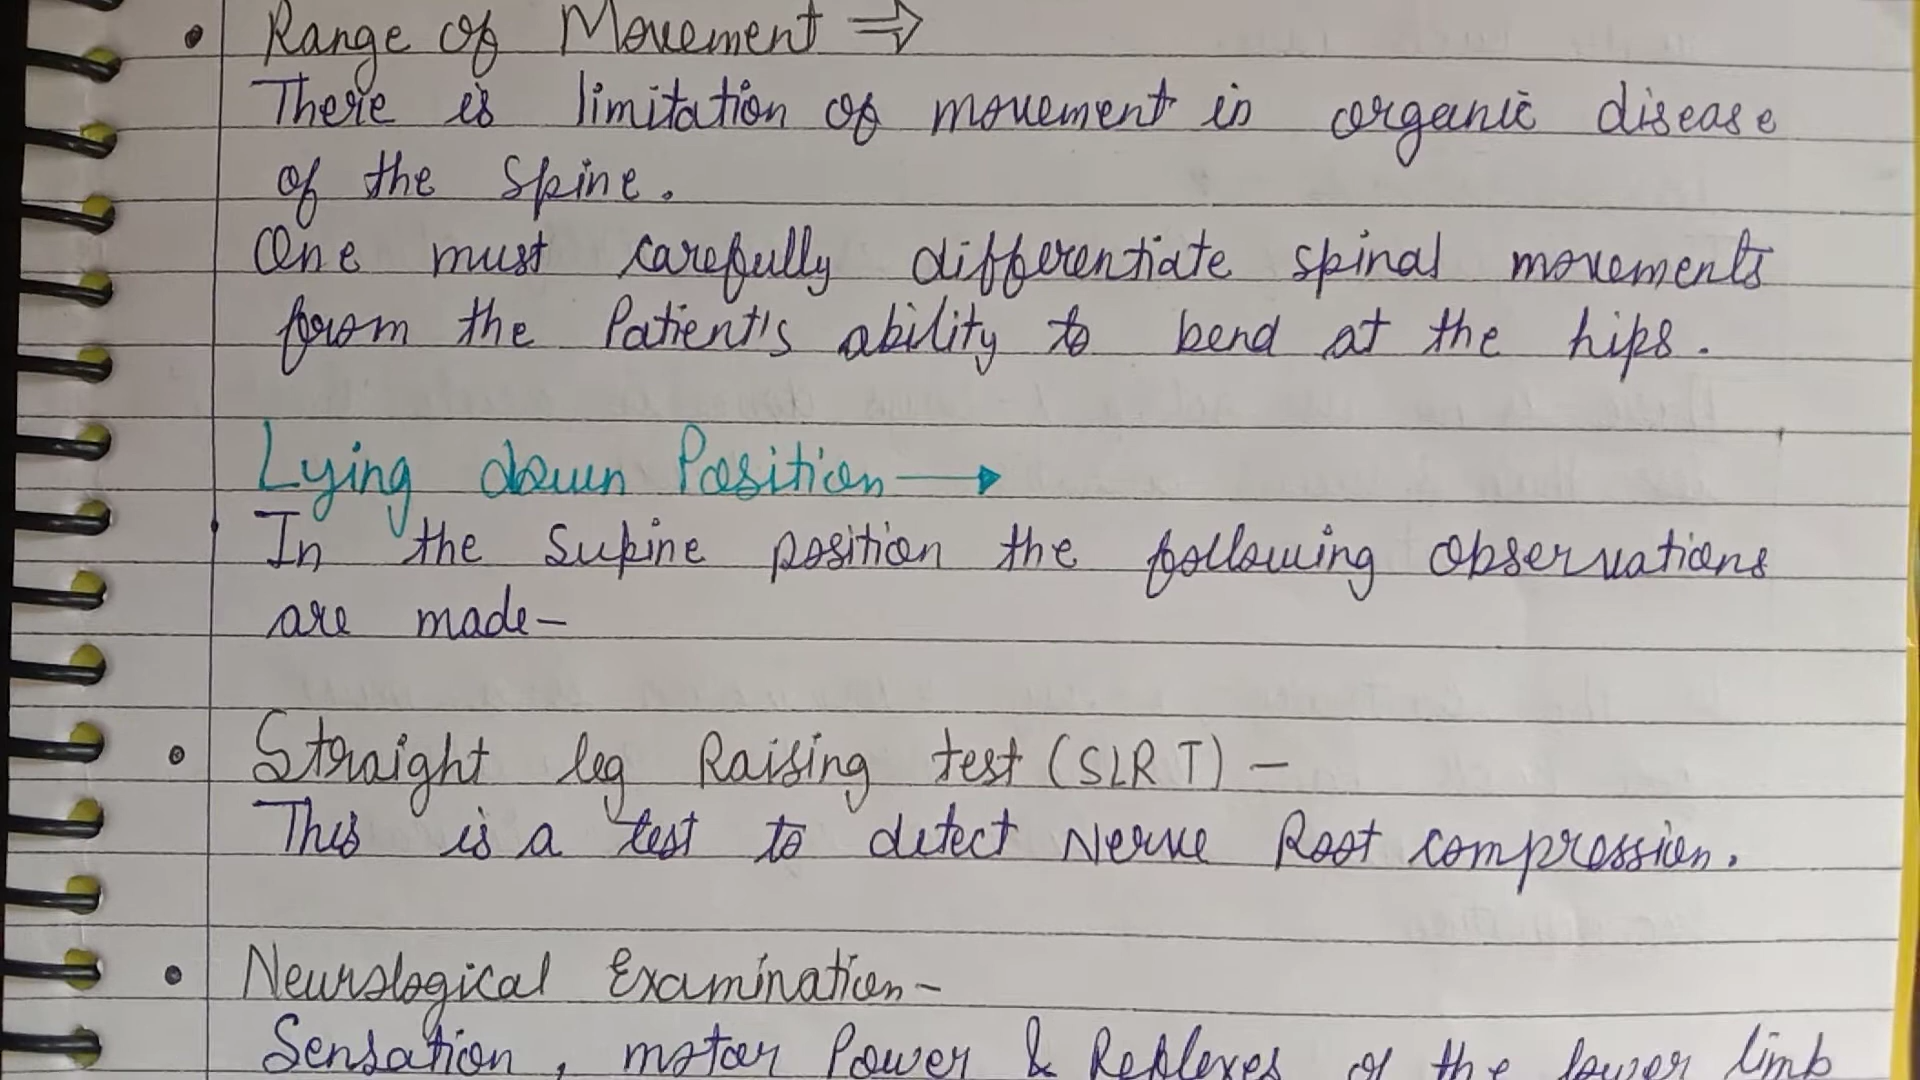 • Range of Movement ⇒
There is limitation of movement in organic disease
of the spine.
One must carefully differentiate spinal movements
from the Patient's ability to bend at the hips.
Lying down Position →
In the Supine position the following observations
are made-
• Straight leg Raising test (SLRT) -
This is a test to detect Nerve Root compression.
• Neurological Examination-
Sensation, motor Power & Reflexes of the lower limb